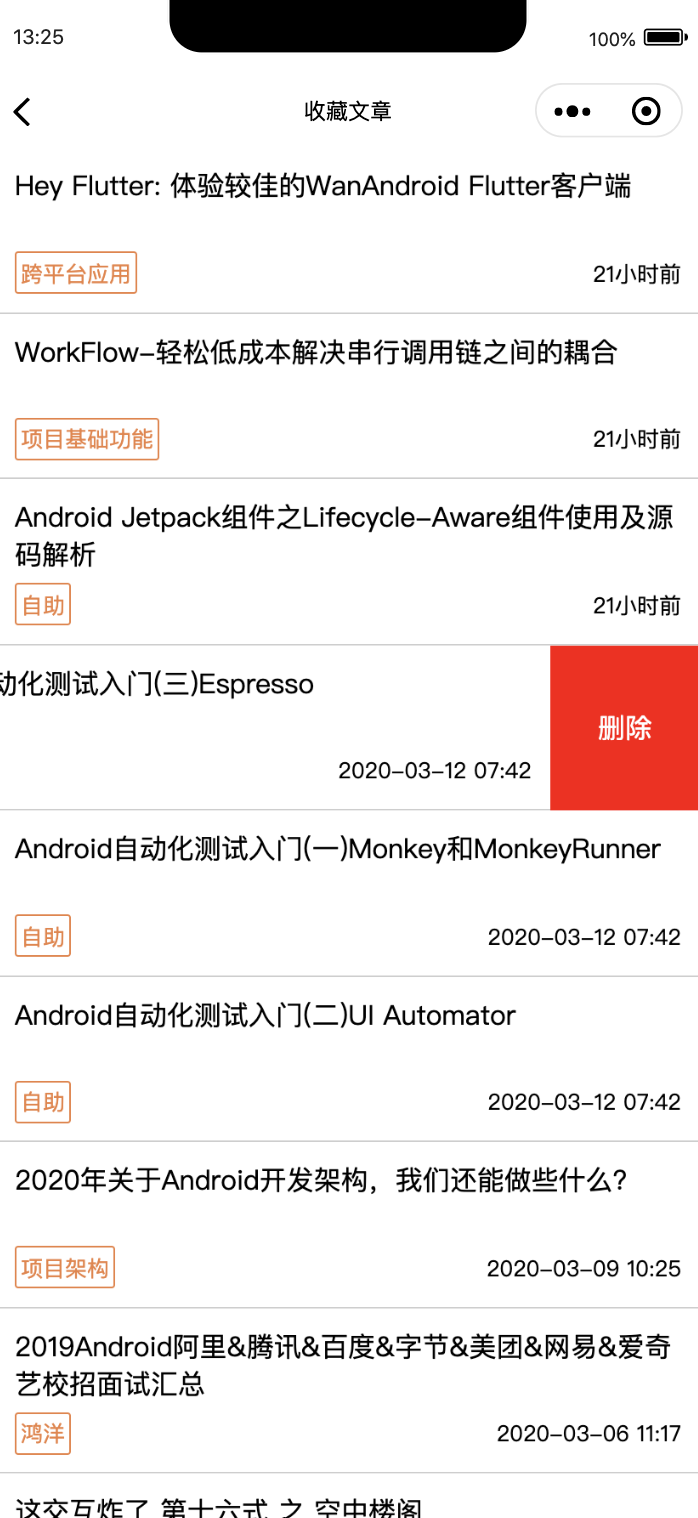 13:25
100%
收藏文章
Hey Flutter: 体验较佳的WanAndroid Flutter客户端
跨平台应用
21小时前
WorkFlow-轻松低成本解决串行调用链之间的耦合
项目基础功能
21小时前
Android Jetpack组件之Lifecycle-Aware组件使用及源
码解析
自助
21小时前
动化测试入门(三)Espresso
删除
2020-03-12 07:42
Android自动化测试入门(一)Monkey和MonkeyRunner
自助
2020-03-12 07:42
Android自动化测试入门(二)UI Automator
自助
2020-03-12 07:42
2020年关于Android开发架构，我们还能做些什么？
项目架构
2020-03-09 10:25
2019Android阿里&腾讯&百度&字节&美团&网易&爱奇
艺校招面试汇总
鸿洋
2020-03-06 11:17
这交互炸了 第十六式 之 空中楼阁